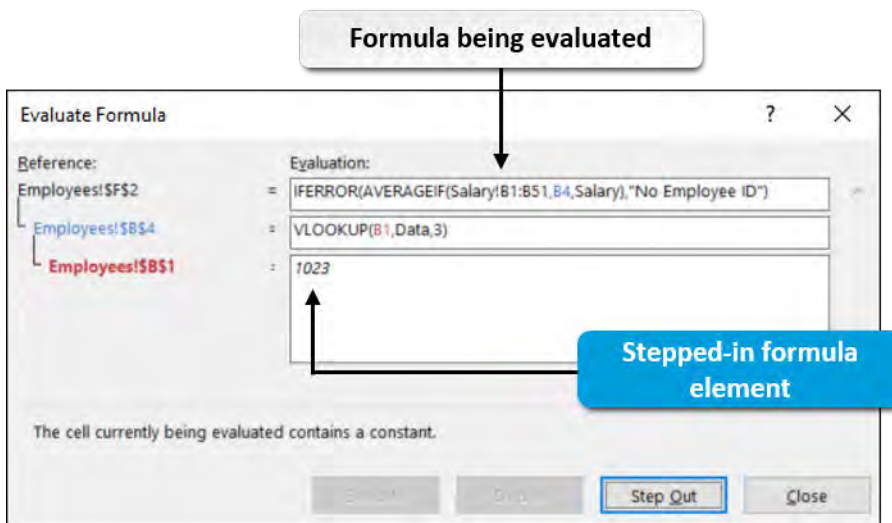 Formula being evaluated
Evaluate Formula ? X
Reference: Evaluation:
Employees!$F$2 = IFERROR(AVERAGEIF(Salary!B1:B51,B4,Salary),"No Employee ID")
Employees!$B$4 = VLOOKUP(B1,Data,3)
Employees!$B$1 = 1023
Stepped-in formula
element
The cell currently being evaluated contains a constant.
Step Out Close